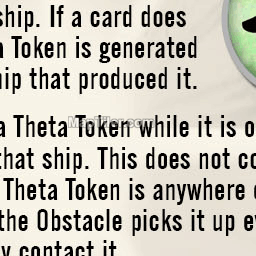 ship. If a card does
Token is generated
ip that produced it.
a Theta Token while it is o
that ship. This does not co
Theta Token is anywhere
the Obstacle picks it up ev
contact it